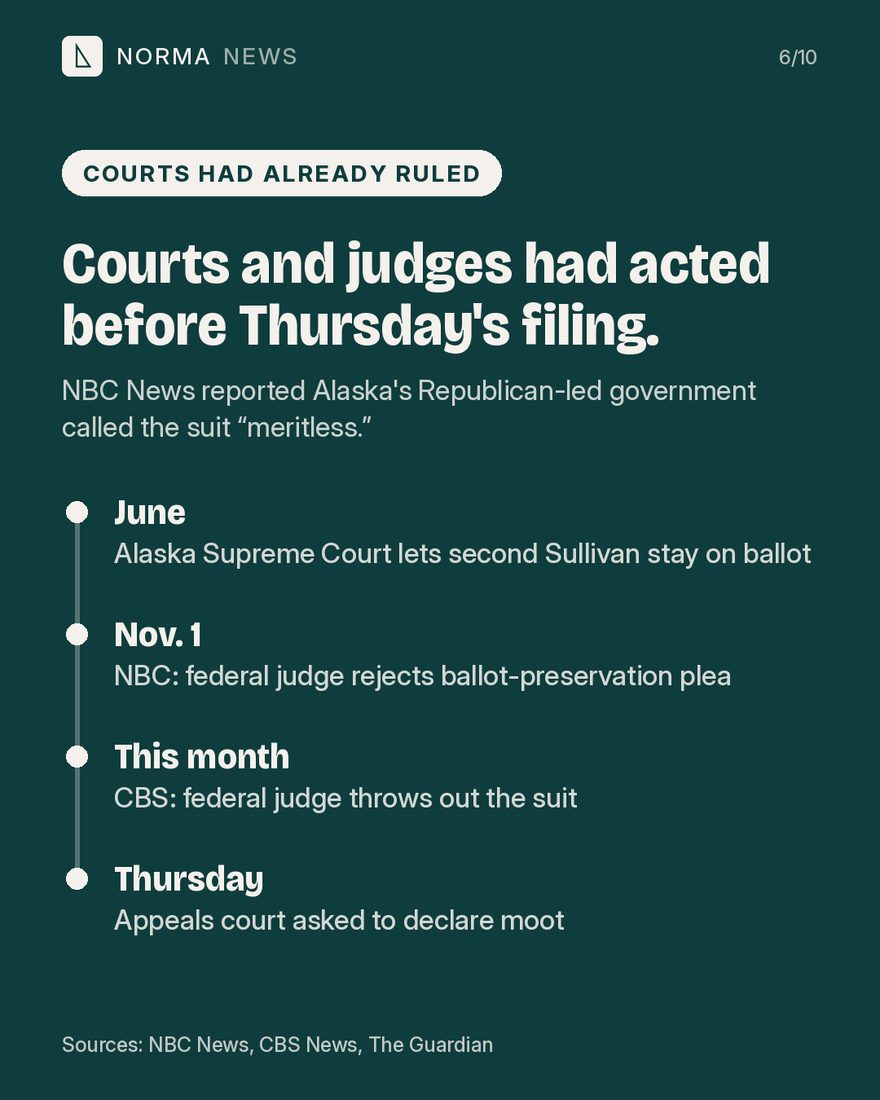 NORMA NEWS
6/10
COURTS HAD ALREADY RULED
Courts and judges had acted
before Thursday's filing.
NBC News reported Alaska's Republican-led government
called the suit “meritless.”
June
Alaska Supreme Court lets second Sullivan stay on ballot
Nov. 1
NBC: federal judge rejects ballot-preservation plea
This month
CBS: federal judge throws out the suit
Thursday
Appeals court asked to declare moot
Sources: NBC News, CBS News, The Guardian